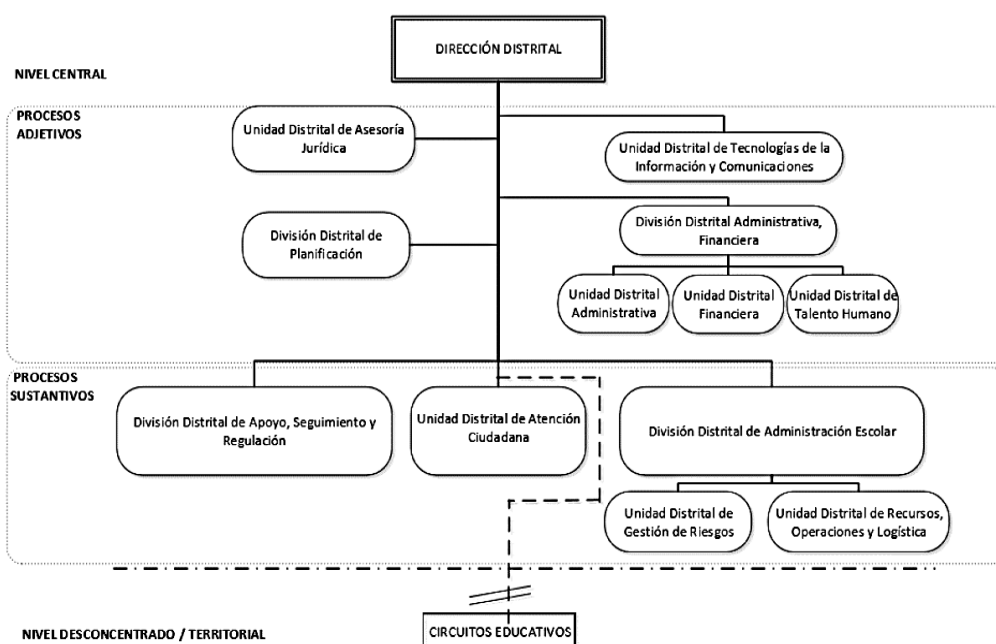 DIRECCIÓN DISTRITAL
NIVEL CENTRAL
PROCESOS
ADJETIVOS
Unidad Distrital de Asesoría
Jurídica
Unidad Distrital de Tecnologías de la
Información y Comunicaciones
División Distrital de
Planificación
División Distrital Administrativa,
Financiera
Unidad Distrital
Administrativa
Unidad Distrital
Financiera
Unidad Distrital de
Talento Humano
PROCESOS
SUSTANTIVOS
División Distrital de Apoyo, Seguimiento y
Regulación
Unidad Distrital de Atención
Ciudadana
División Distrital de Administración Escolar
Unidad Distrital de
Gestión de Riesgos
Unidad Distrital de Recursos,
Operaciones y Logística
NIVEL DESCONCENTRADO / TERRITORIAL
CIRCUITOS EDUCATIVOS